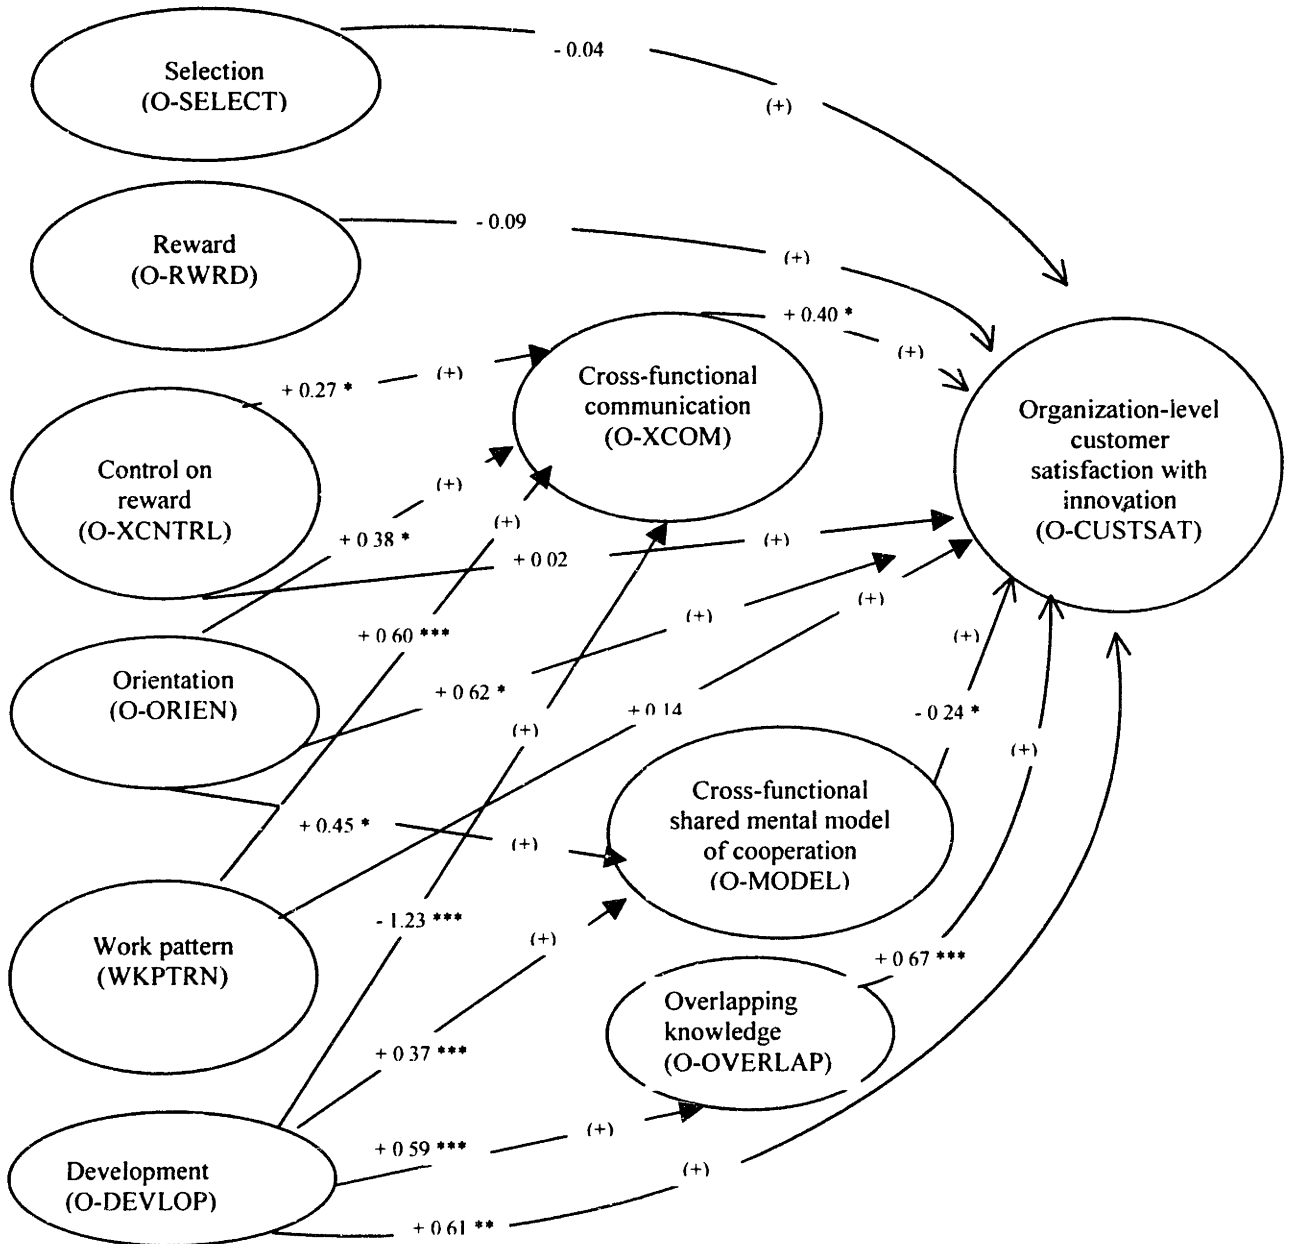 - 0.04
Selection
(O-SELECT)
(+)
- 0.09
Reward
(O-RWRD)
(+)
+ 0.40 *
(+)
+ 0.27 *
(+)
Cross-functional
communication
(O-XCOM)
Organization-level
customer
satisfaction with
innovation
(O-CUSTSAT)
Control on
reward
(O-XCNTRL)
(+)
(+)
+ 0 38 *
+ 0 02
(+)
+ 0 60 ***
(+)
(+)
(+)
Orientation
(O-ORIEN)
+ 0 62 *
+ 0 14
- 0 24 *
(+)
(+)
+ 0.45 *
(+)
Cross-functional
shared mental model
of cooperation
(O-MODEL)
- 1.23 ***
(+)
Work pattern
(WKPTRN)
+ 0 67 ***
Overlapping
knowledge
(O-OVERLAP)
+ 0 37 ***
+ 0 59 ***
(+)
Development
(O-DEVLOP)
(+)
+ 0 61 **